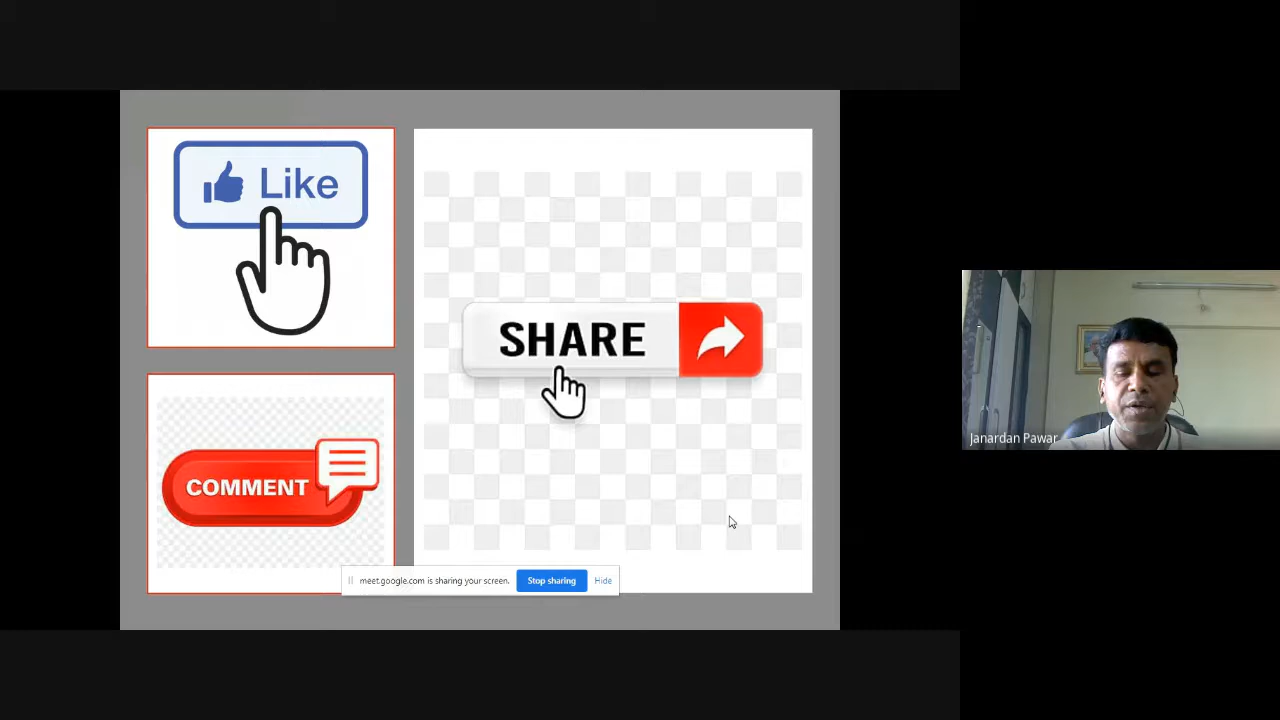 Like
SHARE
COMMENT
meet.google.com is sharing your screen.
Stop sharing
Hide
Janardan Pawar